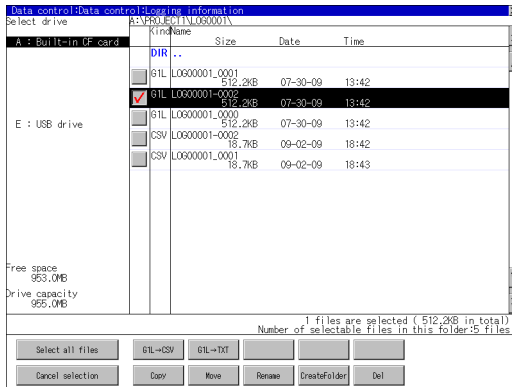 Data control:Data control:Logging information
Select drive
A:\PROJECT1\LOG0001\
Kind Name
Size Date Time
A : Built-in CF card
DIR ..
G1L LOG00001_0001
512.2KB 07-30-09 13:42
G1L LOG00001-0002
512.2KB 07-30-09 13:42
G1L LOG00001_0000
512.2KB 07-30-09 13:42
E : USB drive
CSV LOG00001-0002
18.7KB 09-02-09 18:42
CSV LOG00001_0001
18.7KB 09-02-09 18:43
Free space
953.0MB
Drive capacity
955.0MB
1 files are selected ( 512.2KB in total)
Number of selectable files in this folder:5 files
Select all files G1L→CSV G1L→TXT
Cancel selection Copy Move Rename CreateFolder Del